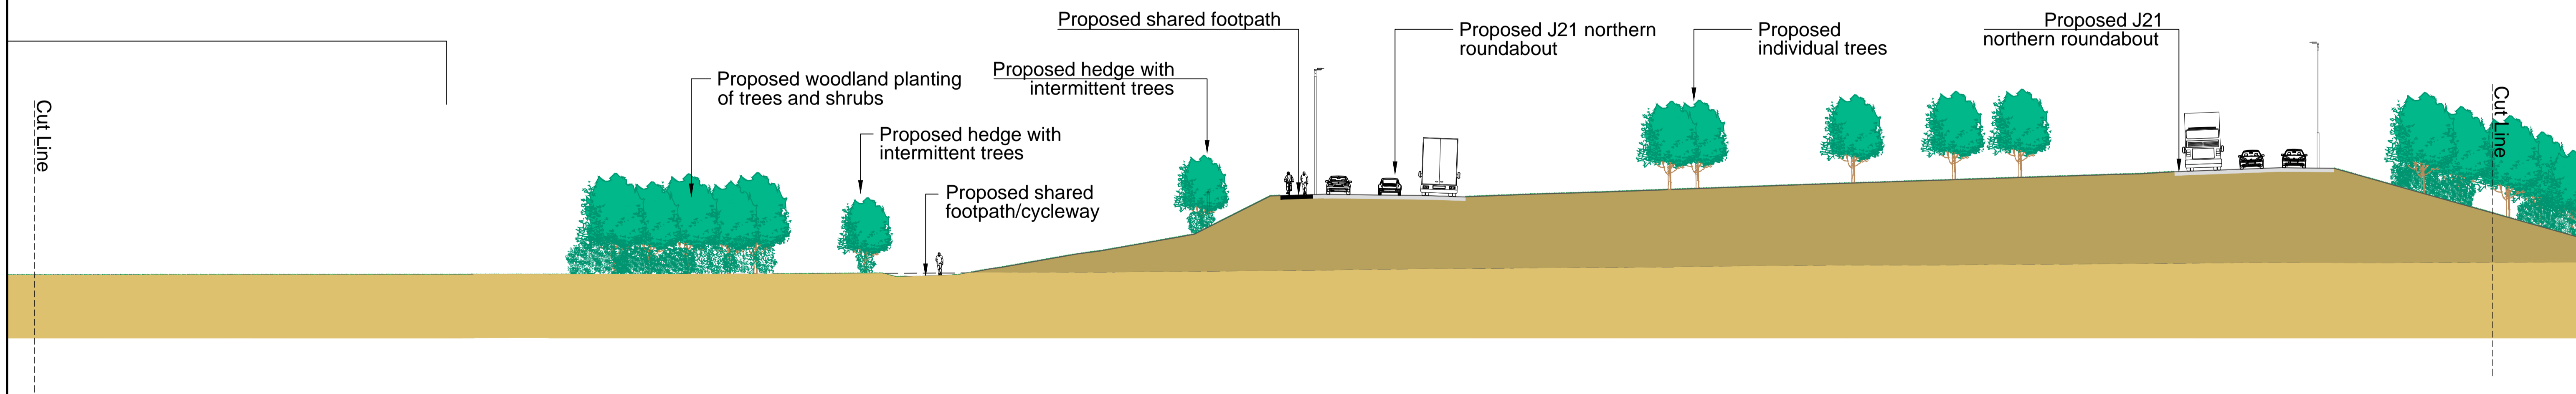 Cut Line
Proposed woodland planting
of trees and shrubs
Proposed hedge with
intermittent trees
Proposed shared
footpath/cycleway
Proposed hedge with
intermittent trees
Proposed shared footpath
Proposed J21 northern
roundabout
Proposed
individual trees
Proposed J21
northern roundabout
Cut Line